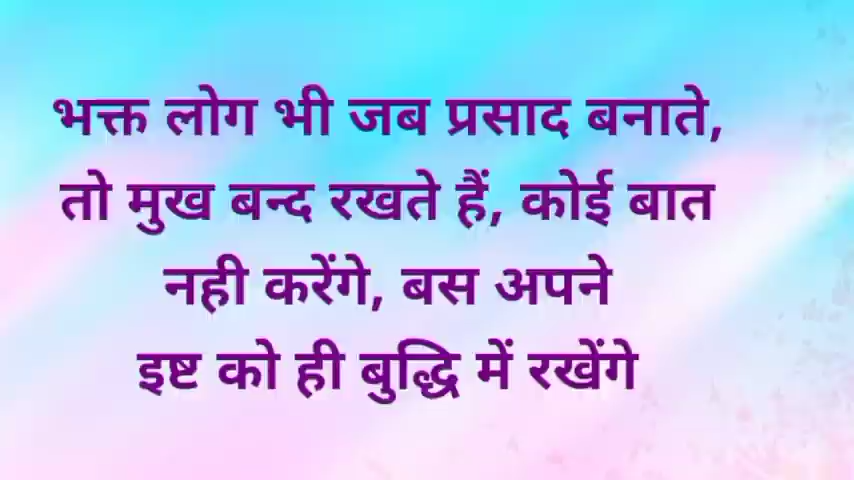 भक्त लोग भी जब प्रसाद बनाते,
तो मुख बन्द रखते हैं, कोई बात
नही करेंगे, बस अपने
इष्ट को ही बुद्धि में रखेंगे